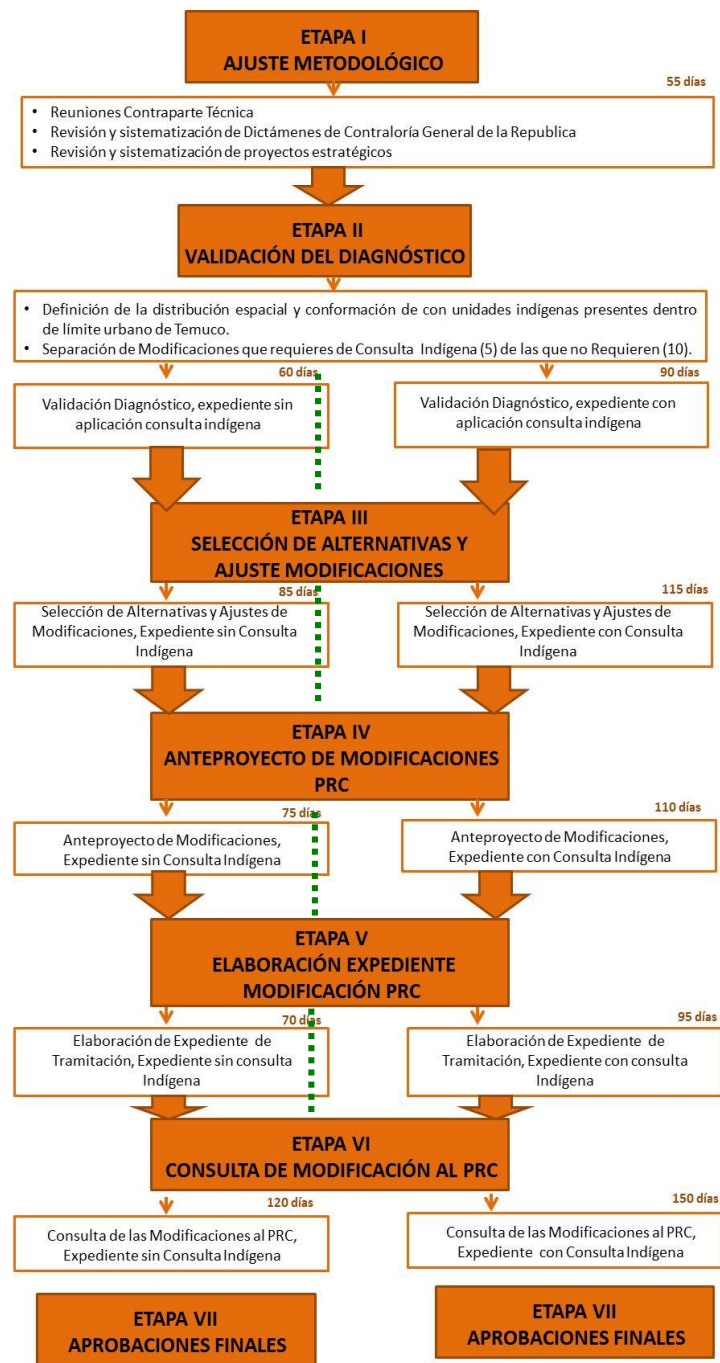 ETAPA I
AJUSTE METODOLÓGICO
55 días
• Reuniones Contraparte Técnica
• Revisión y sistematización de Dictámenes de Contraloría General de la Republica
• Revisión y sistematización de proyectos estratégicos
ETAPA II
VALIDACIÓN DEL DIAGNÓSTICO
• Definición de la distribución espacial y conformación de con unidades indígenas presentes dentro
de límite urbano de Temuco.
• Separación de Modificaciones que requieres de Consulta Indígena (5) de las que no Requieren (10).
60 días
90 días
Validación Diagnóstico, expediente sin
aplicación consulta indígena
Validación Diagnóstico, expediente con
aplicación consulta indígena
ETAPA III
SELECCIÓN DE ALTERNATIVAS Y
AJUSTE MODIFICACIONES
85 días
115 días
Selección de Alternativas y Ajustes de
Modificaciones, Expediente sin Consulta
Indígena
Selección de Alternativas y Ajustes de
Modificaciones, Expediente con Consulta
Indígena
ETAPA IV
ANTEPROYECTO DE MODIFICACIONES
PRC
75 días
110 días
Anteproyecto de Modificaciones,
Expediente sin Consulta Indígena
Anteproyecto de Modificaciones,
Expediente con Consulta Indígena
ETAPA V
ELABORACIÓN EXPEDIENTE
MODIFICACIÓN PRC
70 días
95 días
Elaboración de Expediente de
Tramitación, Expediente sin consulta
Indígena
Elaboración de Expediente de
Tramitación, Expediente con consulta
Indígena
ETAPA VI
CONSULTA DE MODIFICACIÓN AL PRC
120 días
150 días
Consulta de las Modificaciones al PRC,
Expediente sin Consulta Indígena
Consulta de las Modificaciones al PRC,
Expediente con Consulta Indígena
ETAPA VII
APROBACIONES FINALES
ETAPA VII
APROBACIONES FINALES